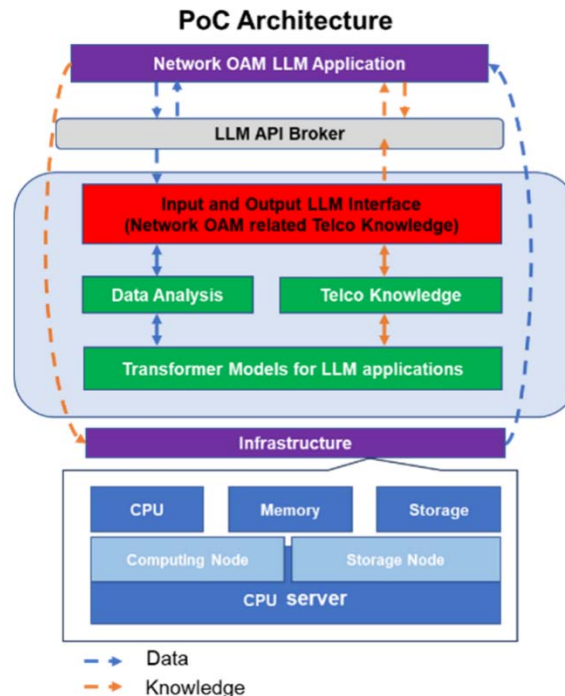 PoC Architecture
Network OAM LLM Application
LLM API Broker
Input and Output LLM Interface
(Network OAM related Telco Knowledge)
Data Analysis
Telco Knowledge
Transformer Models for LLM applications
Infrastructure
CPU
Memory
Storage
Computing Node
Storage Node
CPU server
Data
Knowledge